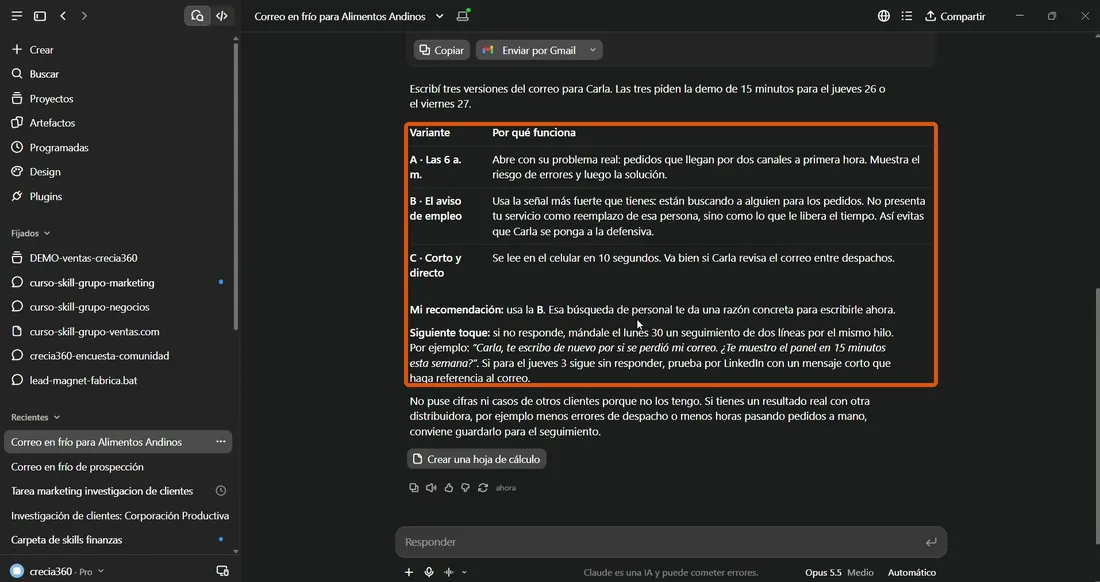 Correo en frío para Alimentos Andinos
Compartir
Crear
Buscar
Proyectos
Artefactos
Programadas
Design
Plugins
Fijados
DEMO-ventas-crecia360
curso-skill-grupo-marketing
curso-skill-grupo-negocios
curso-skill-grupo-ventas.com
crecia360-encuesta-comunidad
lead-magnet-fabrica.bat
Recientes
Correo en frío para Alimentos Andinos
Correo en frío de prospección
Tarea marketing investigacion de clientes
Investigación de clientes: Corporación Productiva
Carpeta de skills finanzas
crecia360 · Pro
Copiar
Enviar por Gmail
Escribí tres versiones del correo para Carla. Las tres piden la demo de 15 minutos para el jueves 26 o
el viernes 27.
Variante Por qué funciona
A · Las 6 a. Abre con su problema real: pedidos que llegan por dos canales a primera hora. Muestra el
m. riesgo de errores y luego la solución.
B · El aviso Usa la señal más fuerte que tienes: están buscando a alguien para los pedidos. No presenta
de empleo tu servicio como reemplazo de esa persona, sino como lo que le libera el tiempo. Así evitas
que Carla se ponga a la defensiva.
C · Corto y Se lee en el celular en 10 segundos. Va bien si Carla revisa el correo entre despachos.
directo
Mi recomendación: usa la B. Esa búsqueda de personal te da una razón concreta para escribirle ahora.
Siguiente toque: si no responde, mándale el lunes 30 un seguimiento de dos líneas por el mismo hilo.
Por ejemplo: "Carla, te escribo de nuevo por si se perdió mi correo. ¿Te muestro el panel en 15 minutos
esta semana?". Si para el jueves 3 sigue sin responder, prueba por LinkedIn con un mensaje corto que
haga referencia al correo.
No puse cifras ni casos de otros clientes porque no los tengo. Si tienes un resultado real con otra
distribuidora, por ejemplo menos errores de despacho o menos horas pasando pedidos a mano,
conviene guardarlo para el seguimiento.
Crear una hoja de cálculo
ahora
Responder
Claude es una IA y puede cometer errores.
Opus 5.5 Medio
Automático